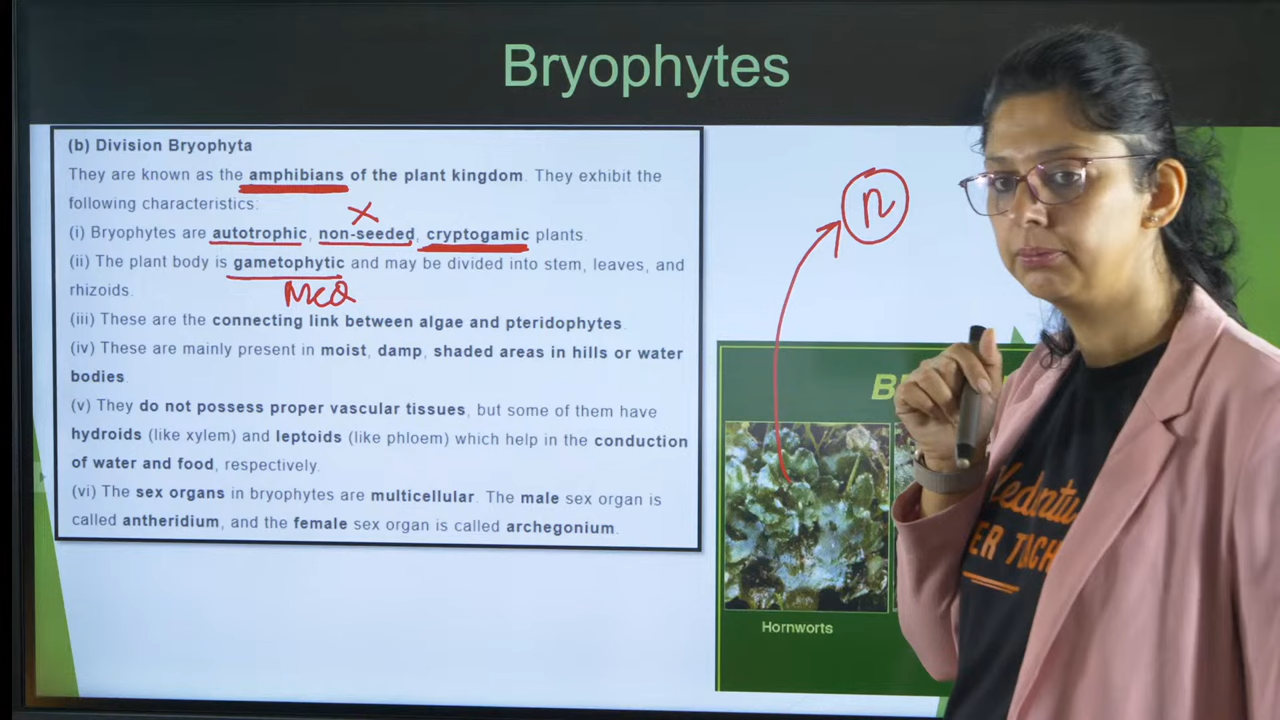 Bryophytes
(b) Division Bryophyta
They are known as the amphibians of the plant kingdom. They exhibit the
following characteristics:
(i) Bryophytes are autotrophic, non-seeded, cryptogamic plants.
(ii) The plant body is gametophytic and may be divided into stem, leaves, and
rhizoids.
MCQ
(iii) These are the connecting link between algae and pteridophytes.
(iv) These are mainly present in moist, damp, shaded areas in hills or water
bodies.
(v) They do not possess proper vascular tissues, but some of them have
hydroids (like xylem) and leptoids (like phloem) which help in the conduction
of water and food, respectively.
(vi) The sex organs in bryophytes are multicellular. The male sex organ is
called antheridium, and the female sex organ is called archegonium.
n
Hornworts